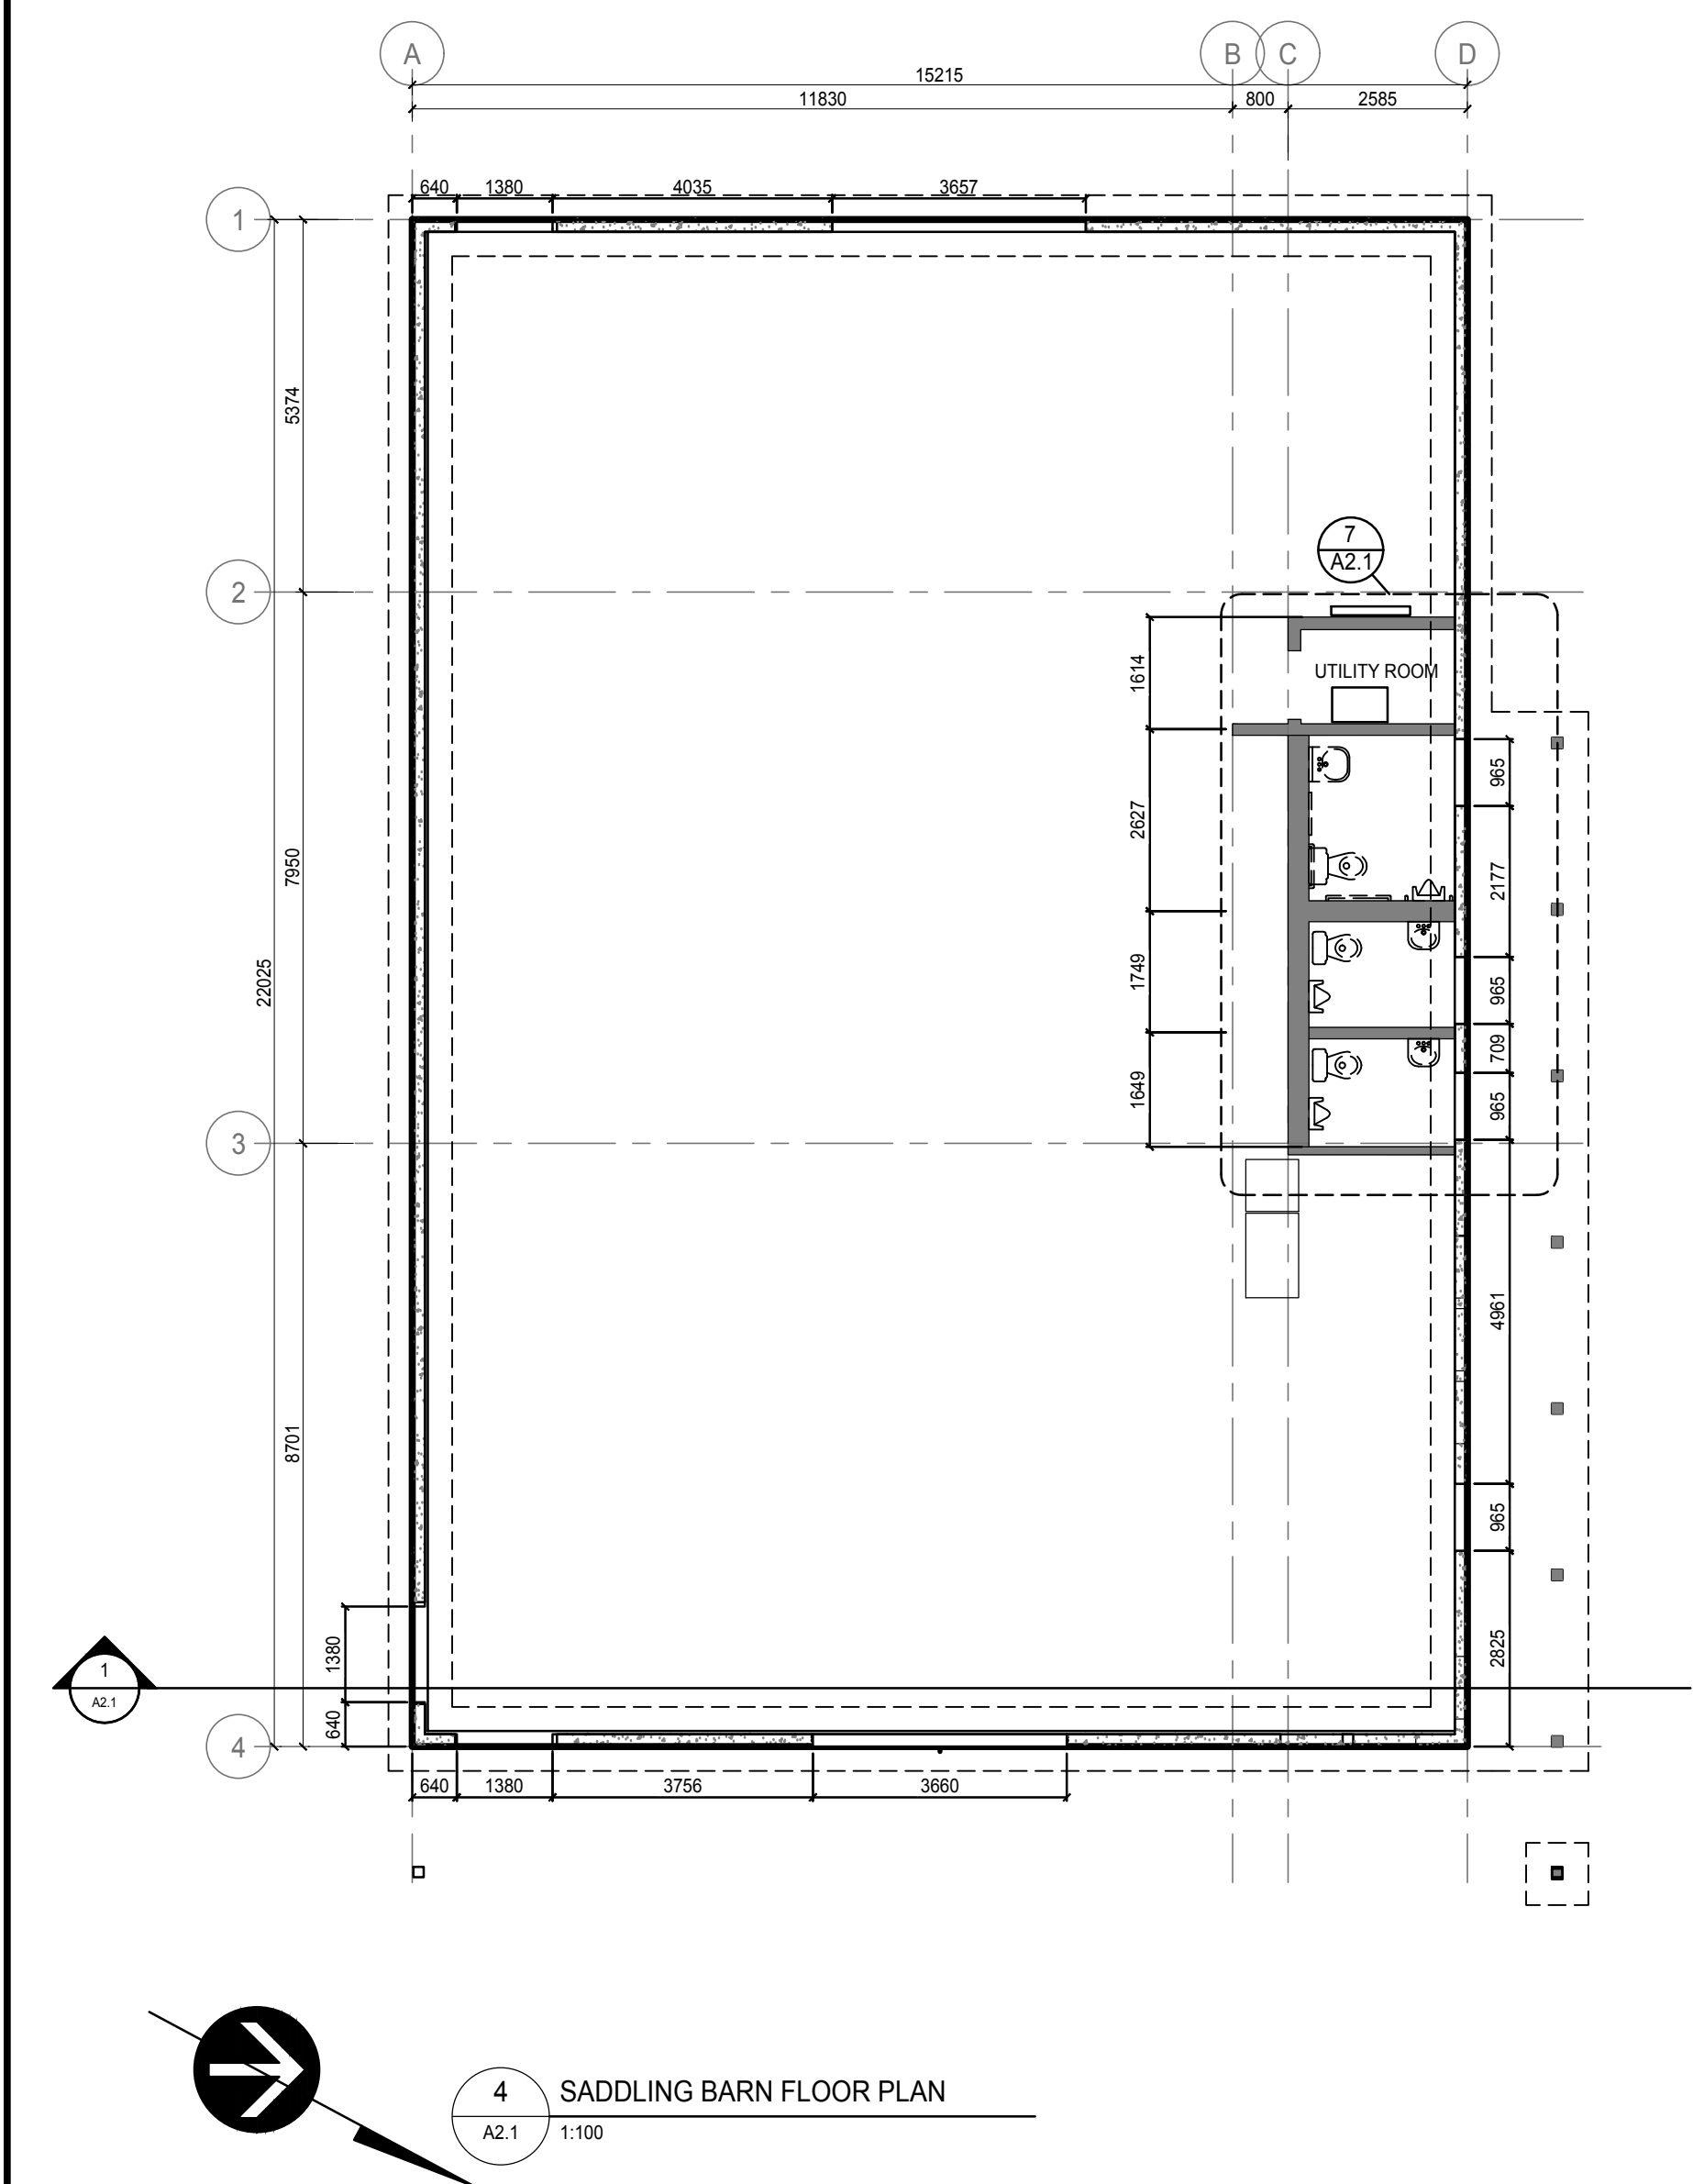 A B C D
15215
11830 800 2585
640 1380 4035 3657
1
5374
7
A2.1
2
1614
UTILITY ROOM
965
2627
2177
7950
22025
1749
965
709
1649
965
3
4961
8701
965
1380
2825
1
A2.1
640
4
640 1380 3756 3660
4 SADDLING BARN FLOOR PLAN
A2.1 1:100